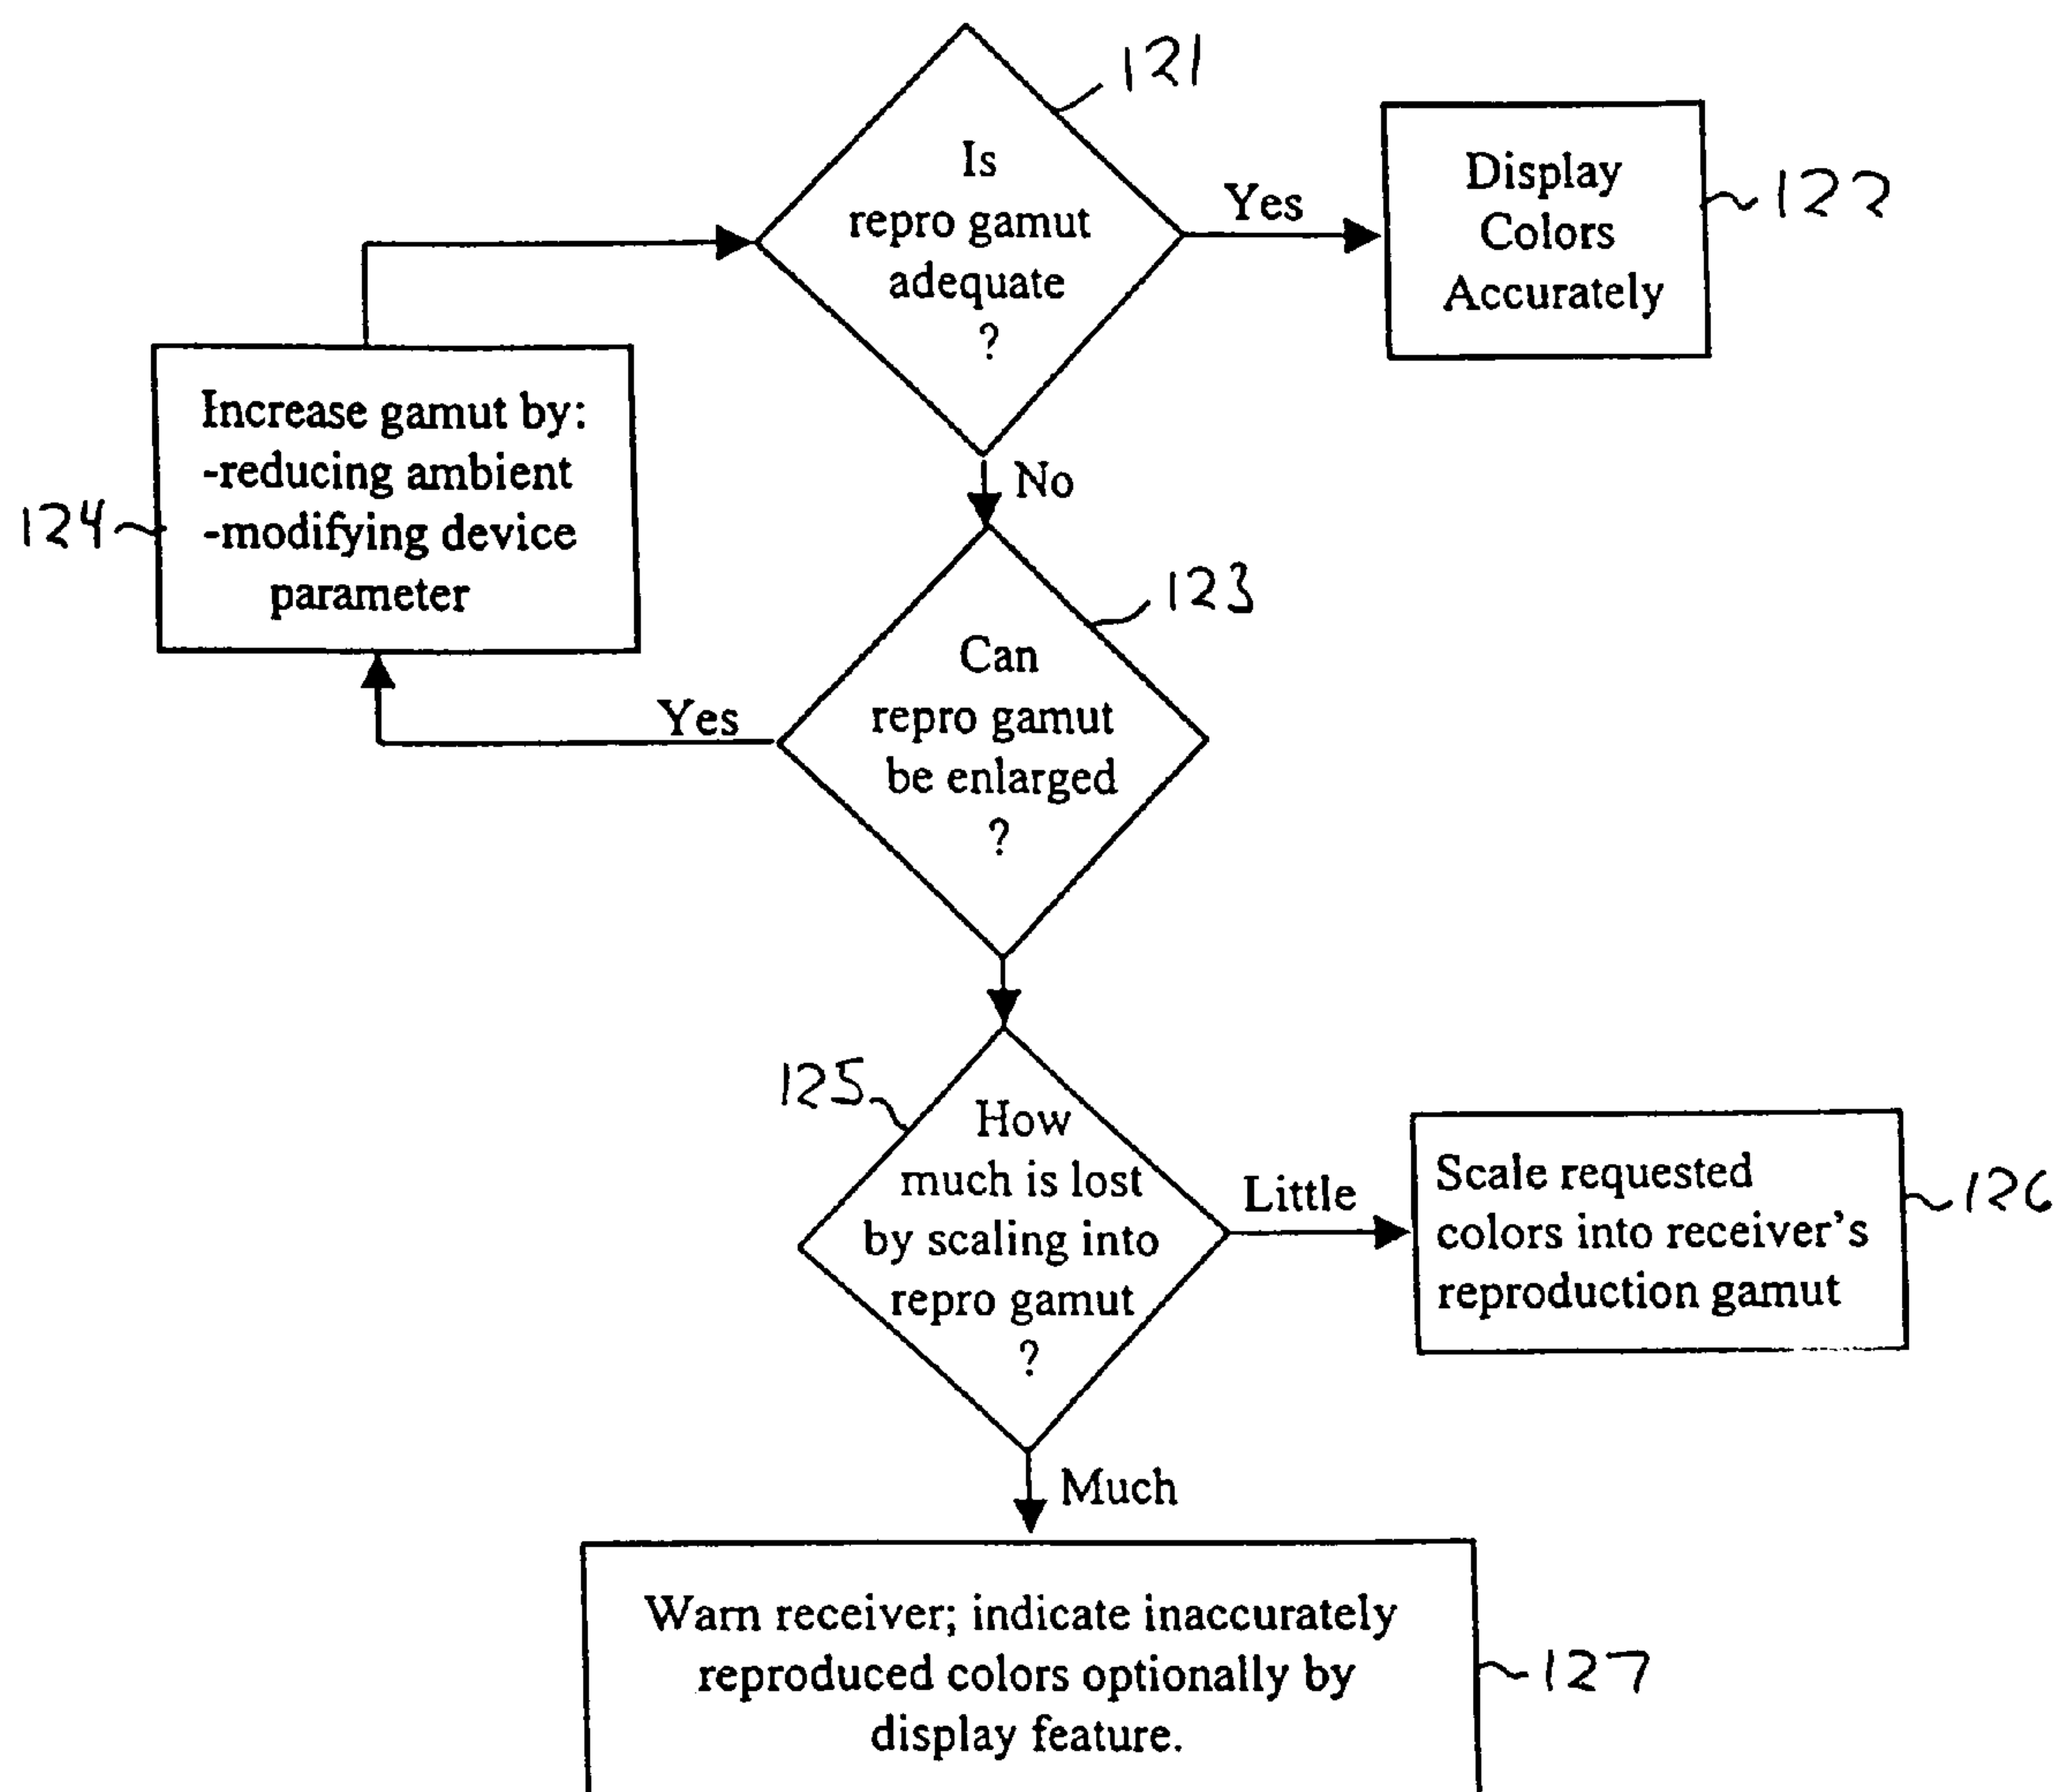 121
Is
repro gamut
adequate
?
Yes
Display
Colors
Accurately
122
Increase gamut by:
-reducing ambient
-modifying device
parameter
124
No
123
Can
repro gamut
be enlarged
?
Yes
125
How
much is lost
by scaling into
repro gamut
?
Little
Scale requested
colors into receiver's
reproduction gamut
126
Much
Warn receiver; indicate inaccurately
reproduced colors optionally by
display feature.
127